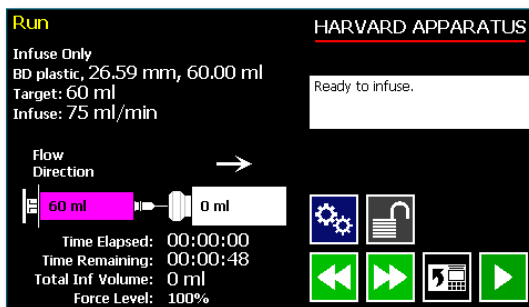 Run
HARVARD APPARATUS
Infuse Only
BD plastic, 26.59 mm, 60.00 ml
Target: 60 ml
Infuse: 75 ml/min
Ready to infuse.
Flow
Direction
60 ml
0 ml
Time Elapsed: 00:00:00
Time Remaining: 00:00:48
Total Inf Volume: 0 ml
Force Level: 100%